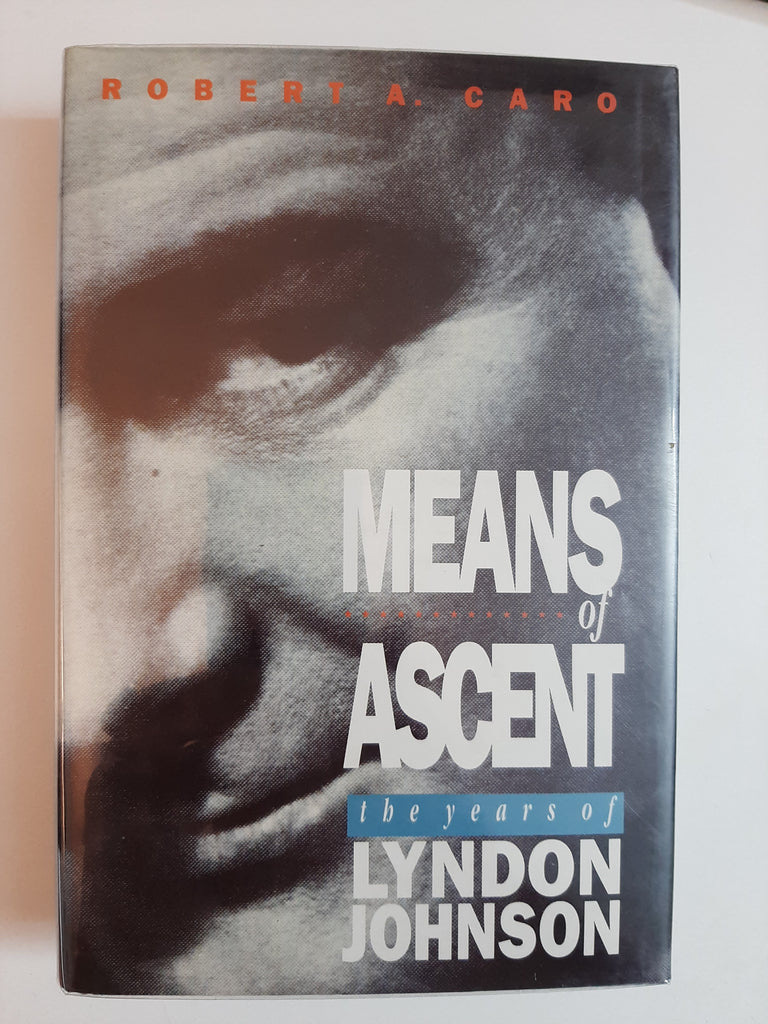 ROBERT A. CARO
MEANS
of
ASCENT
the years of
LYNDON
JOHNSON